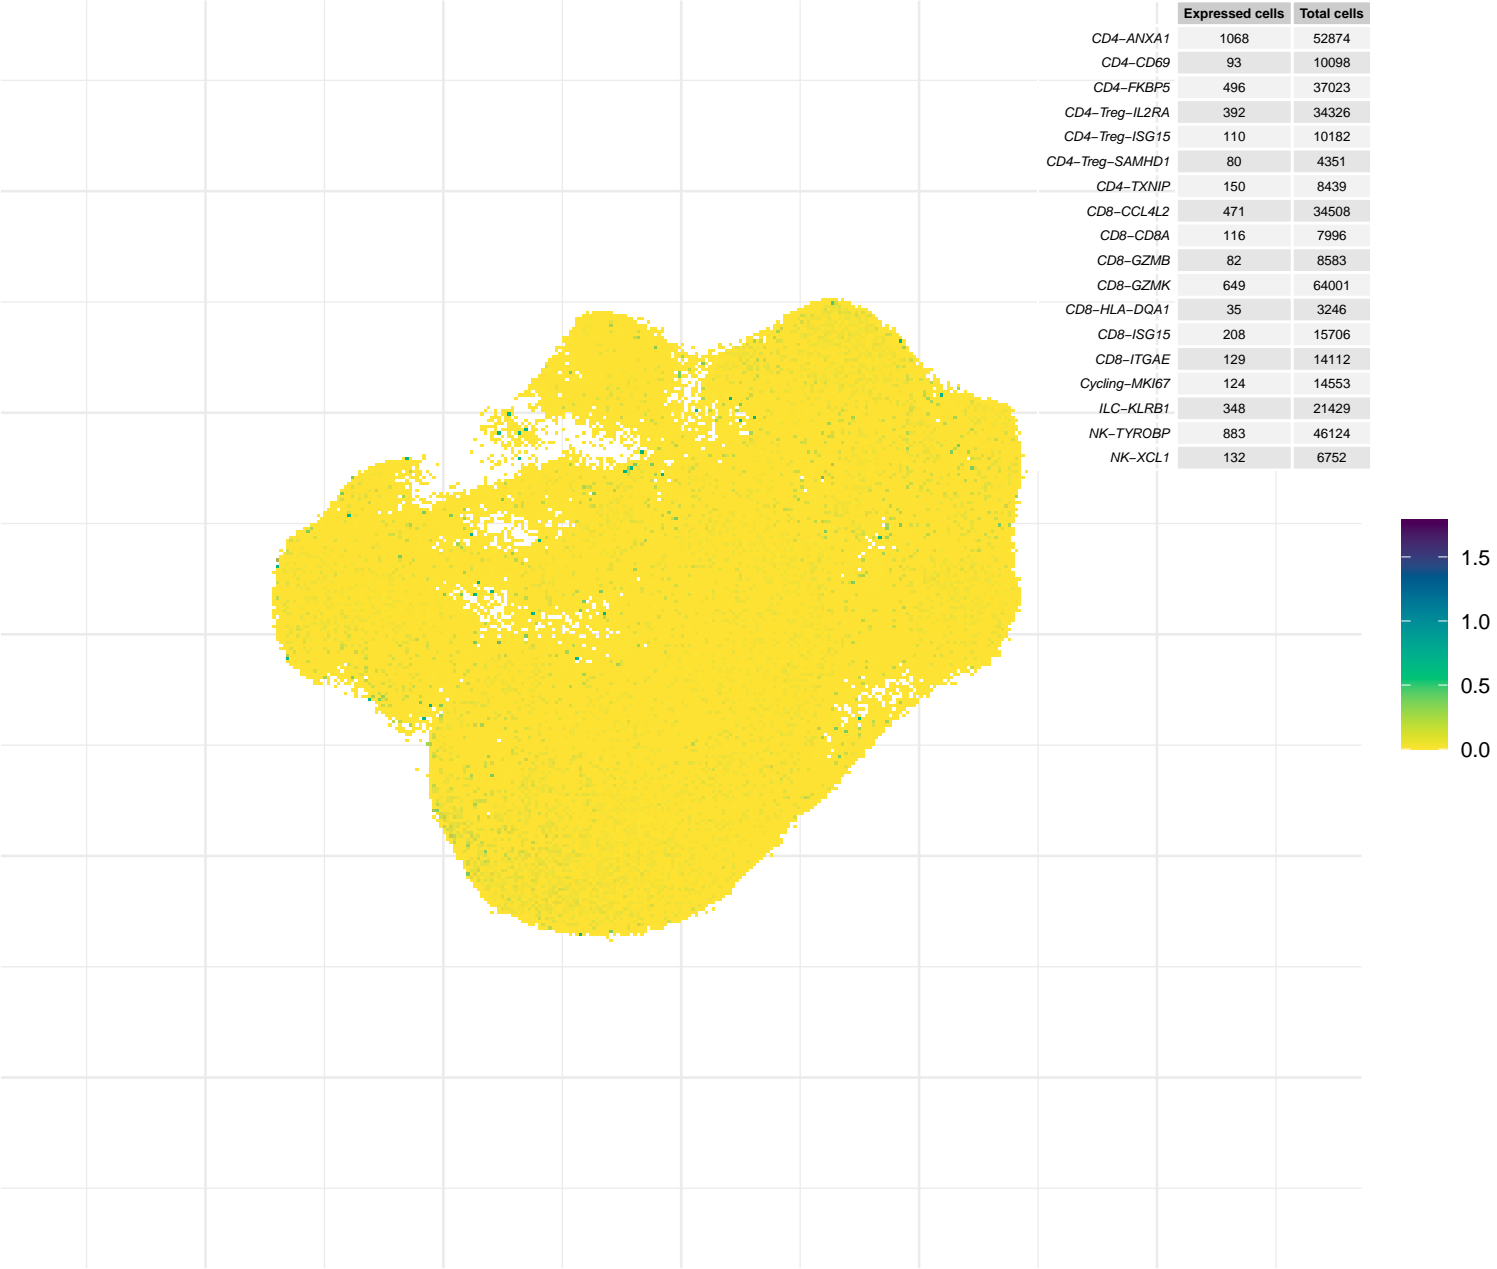 Expressed cells Total cells
CD4−ANXA1 1068 52874
CD4−CD69 93 10098
CD4−FKBP5 496 37023
CD4−Treg−IL2RA 392 34326
CD4−Treg−ISG15 110 10182
CD4−Treg−SAMHD1 80 4351
CD4−TXNIP 150 8439
CD8−CCL4L2 471 34508
CD8−CD8A 116 7996
CD8−GZMB 82 8583
CD8−GZMK 649 64001
CD8−HLA−DQA1 35 3246
CD8−ISG15 208 15706
CD8−ITGAE 129 14112
Cycling−MKI67 124 14553
ILC−KLRB1 348 21429
NK−TYROBP 883 46124
NK−XCL1 132 6752
1.5
1.0
0.5
0.0